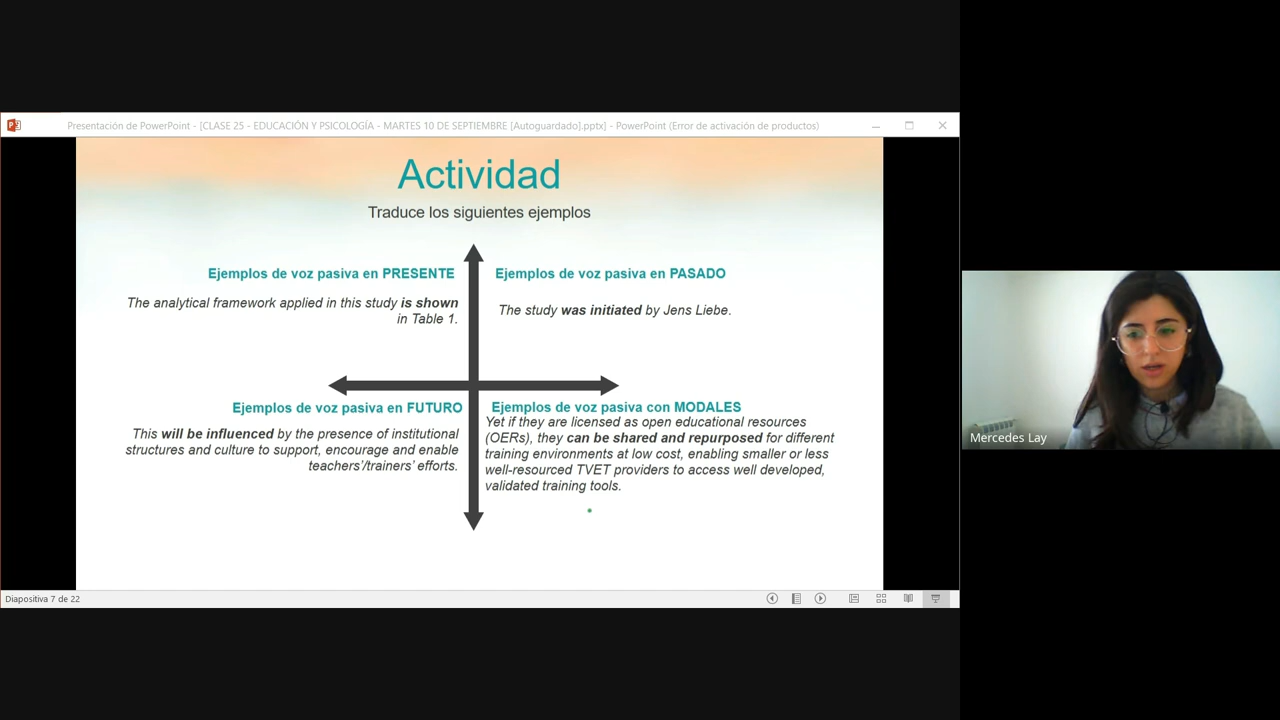 Presentación de PowerPoint - [CLASE 25 - EDUCACIÓN Y PSICOLOGÍA - MARTES 10 DE SEPTIEMBRE [Autoguardado].pptx] - PowerPoint (Error de activación de productos)
Actividad
Traduce los siguientes ejemplos
Ejemplos de voz pasiva en PRESENTE
The analytical framework applied in this study is shown
in Table 1.
Ejemplos de voz pasiva en PASADO
The study was initiated by Jens Liebe.
Ejemplos de voz pasiva en FUTURO
This will be influenced by the presence of institutional
structures and culture to support, encourage and enable
teachers'/trainers' efforts.
Ejemplos de voz pasiva con MODALES
Yet if they are licensed as open educational resources
(OERs), they can be shared and repurposed for different
training environments at low cost, enabling smaller or less
well-resourced TVET providers to access well developed,
validated training tools.
Mercedes Lay
Diapositiva 7 de 22